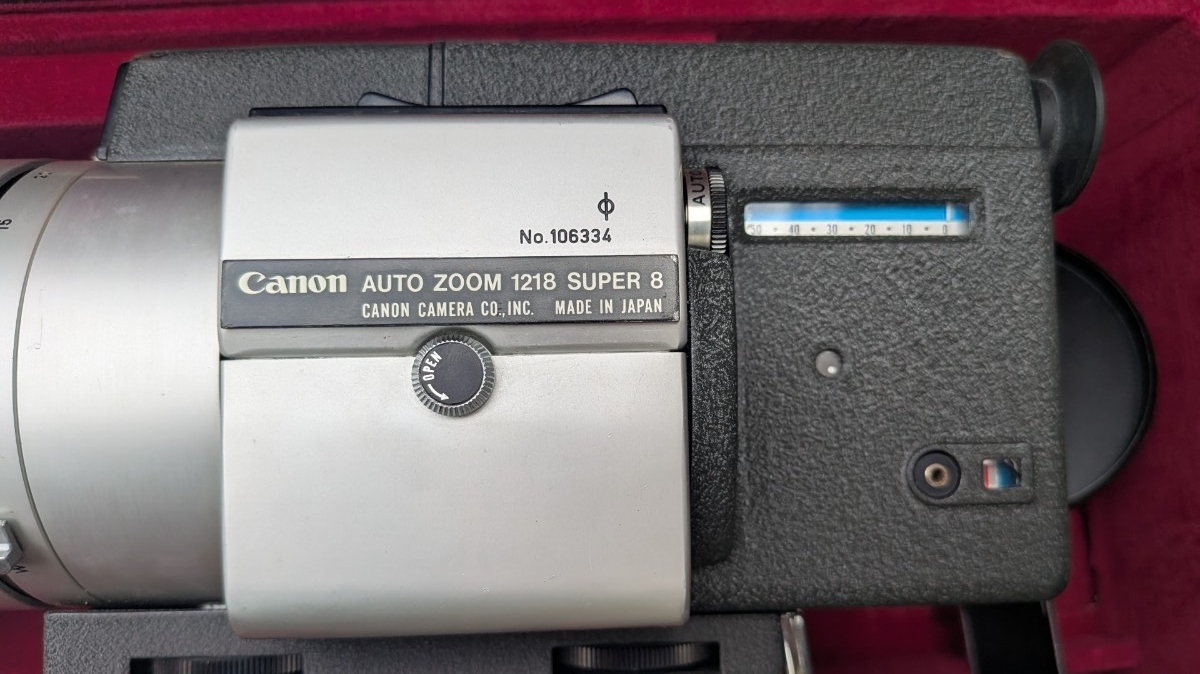 AUTO
No.106334
50 • 40 • 30 • 20 • 10 • 0
Canon AUTO ZOOM 1218 SUPER 8
CANON CAMERA CO.,INC. MADE IN JAPAN
OPEN
15
W